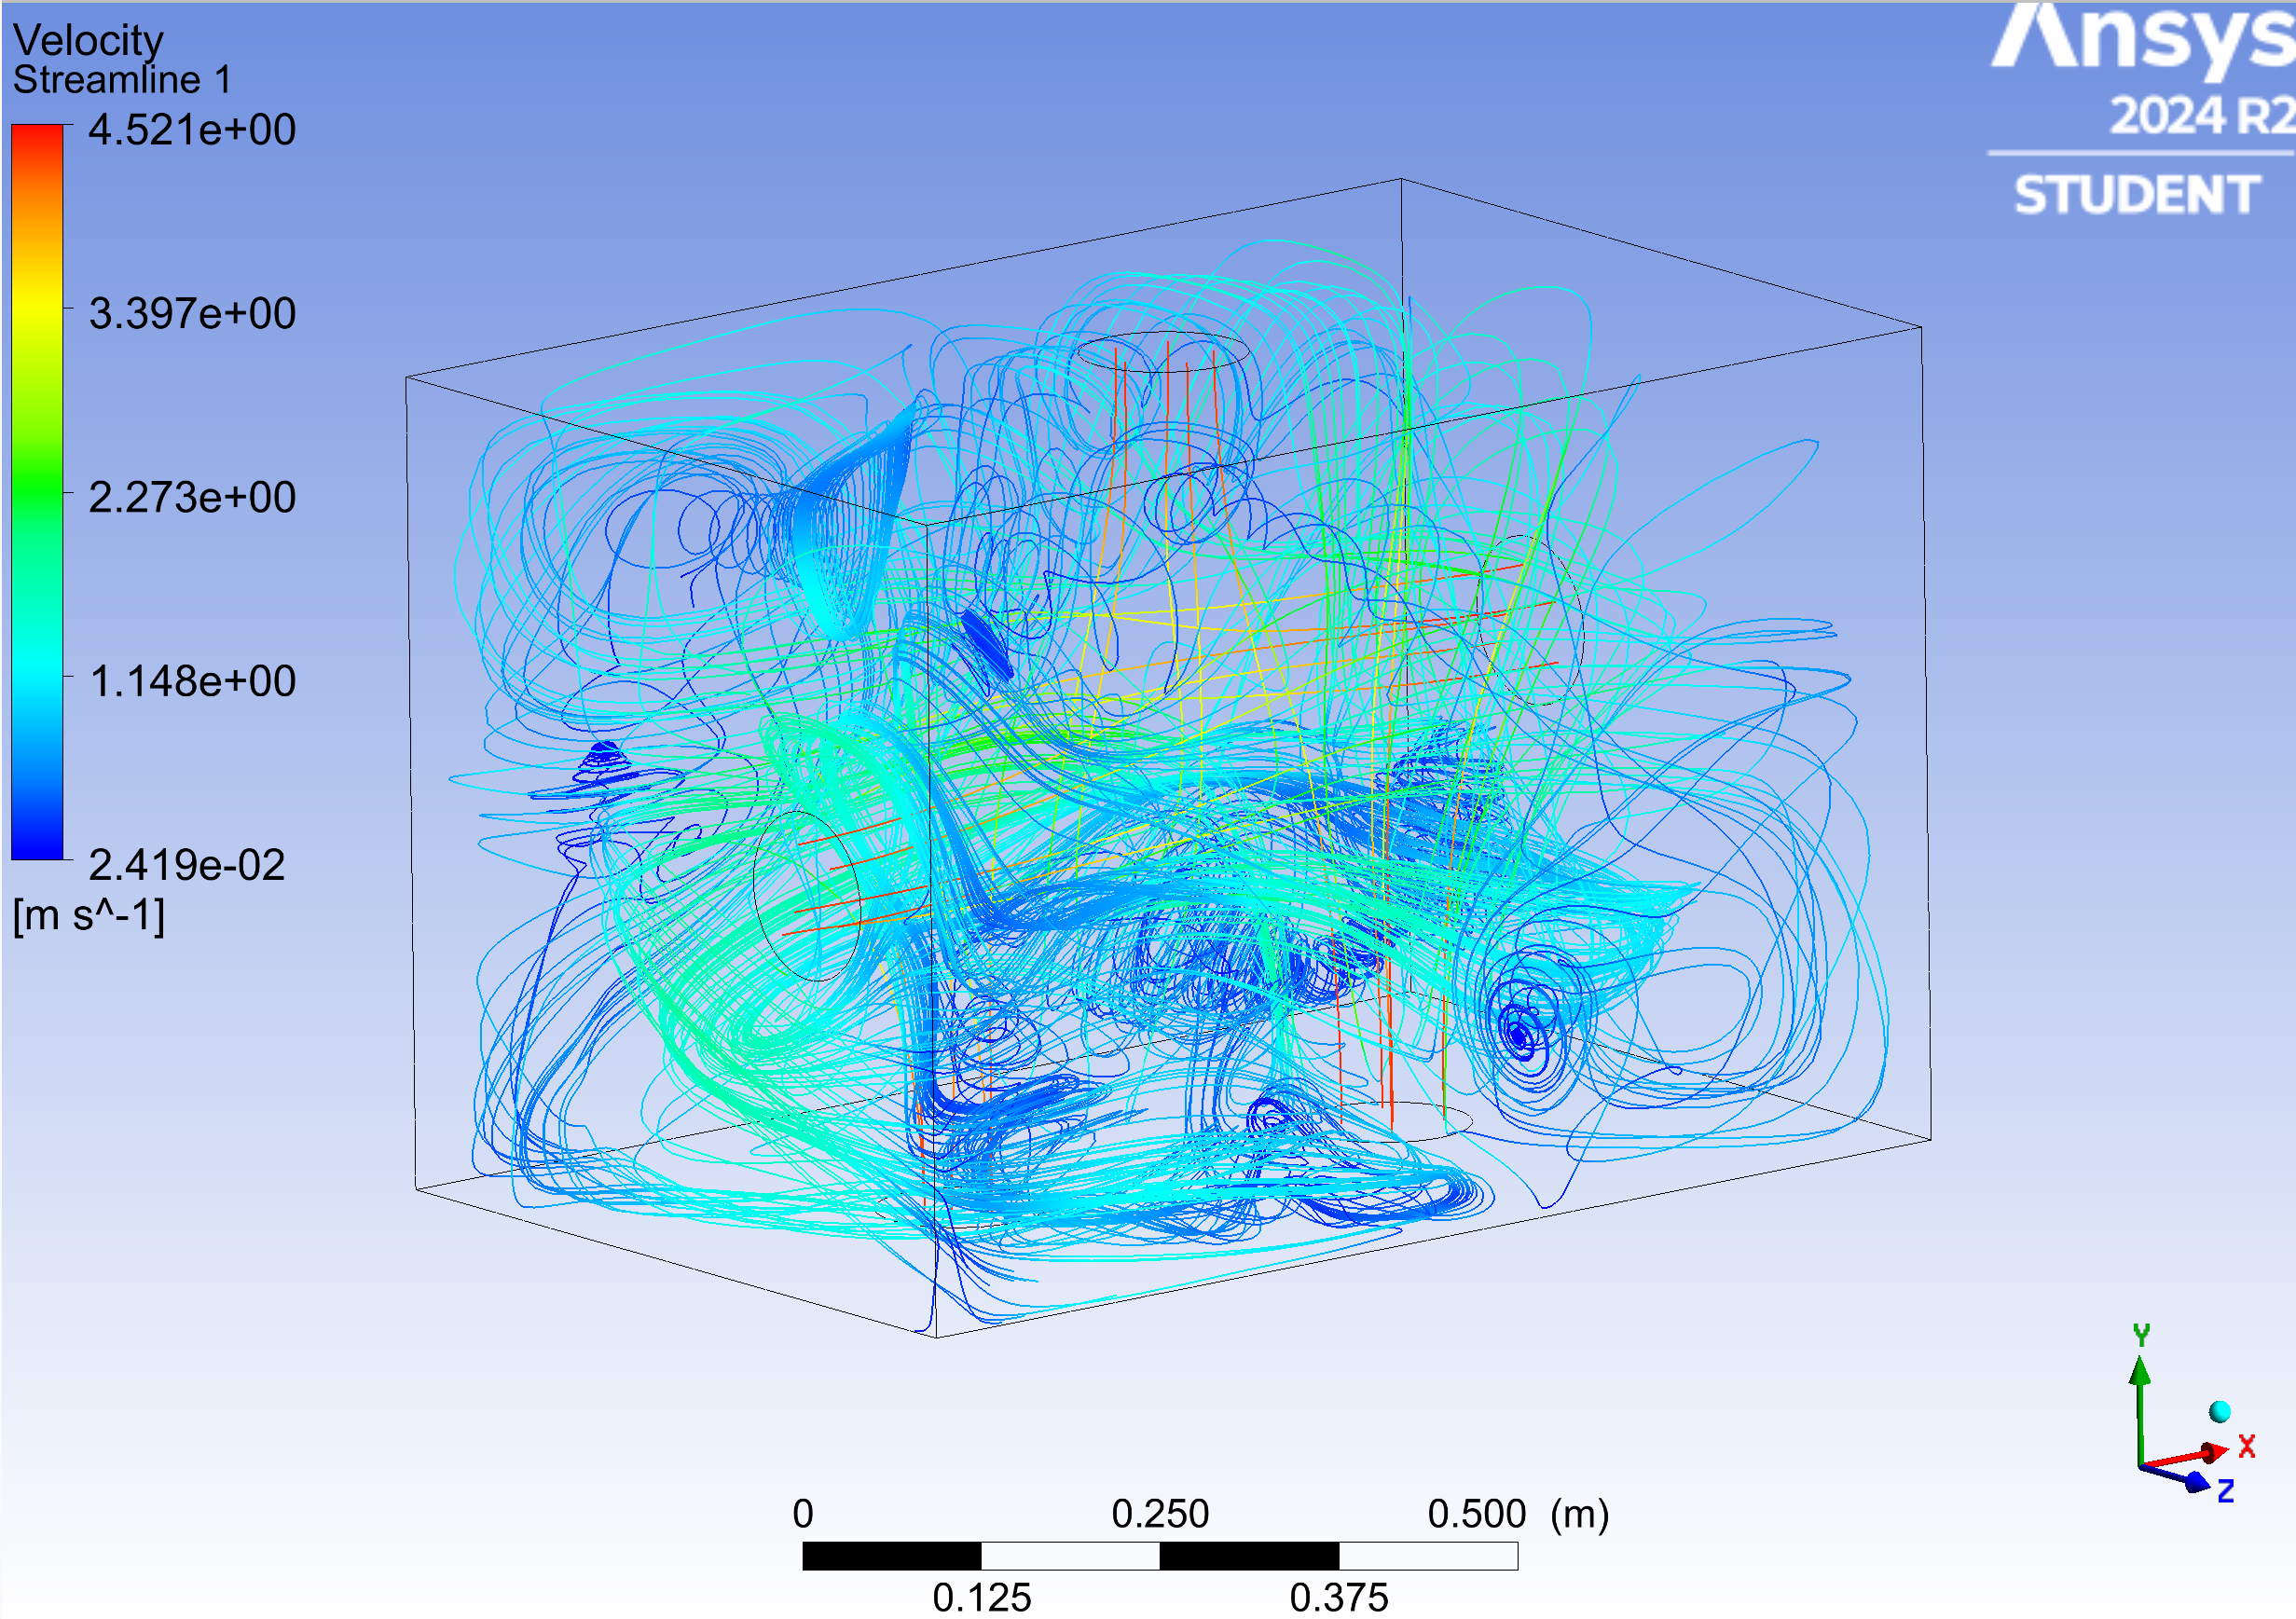 Velocity
Streamline 1
4.521e+00
3.397e+00
2.273e+00
1.148e+00
2.419e-02
[m s^-1]
Ansys
2024 R2
STUDENT
Y
X
Z
0 0.250 0.500 (m)
0.125 0.375